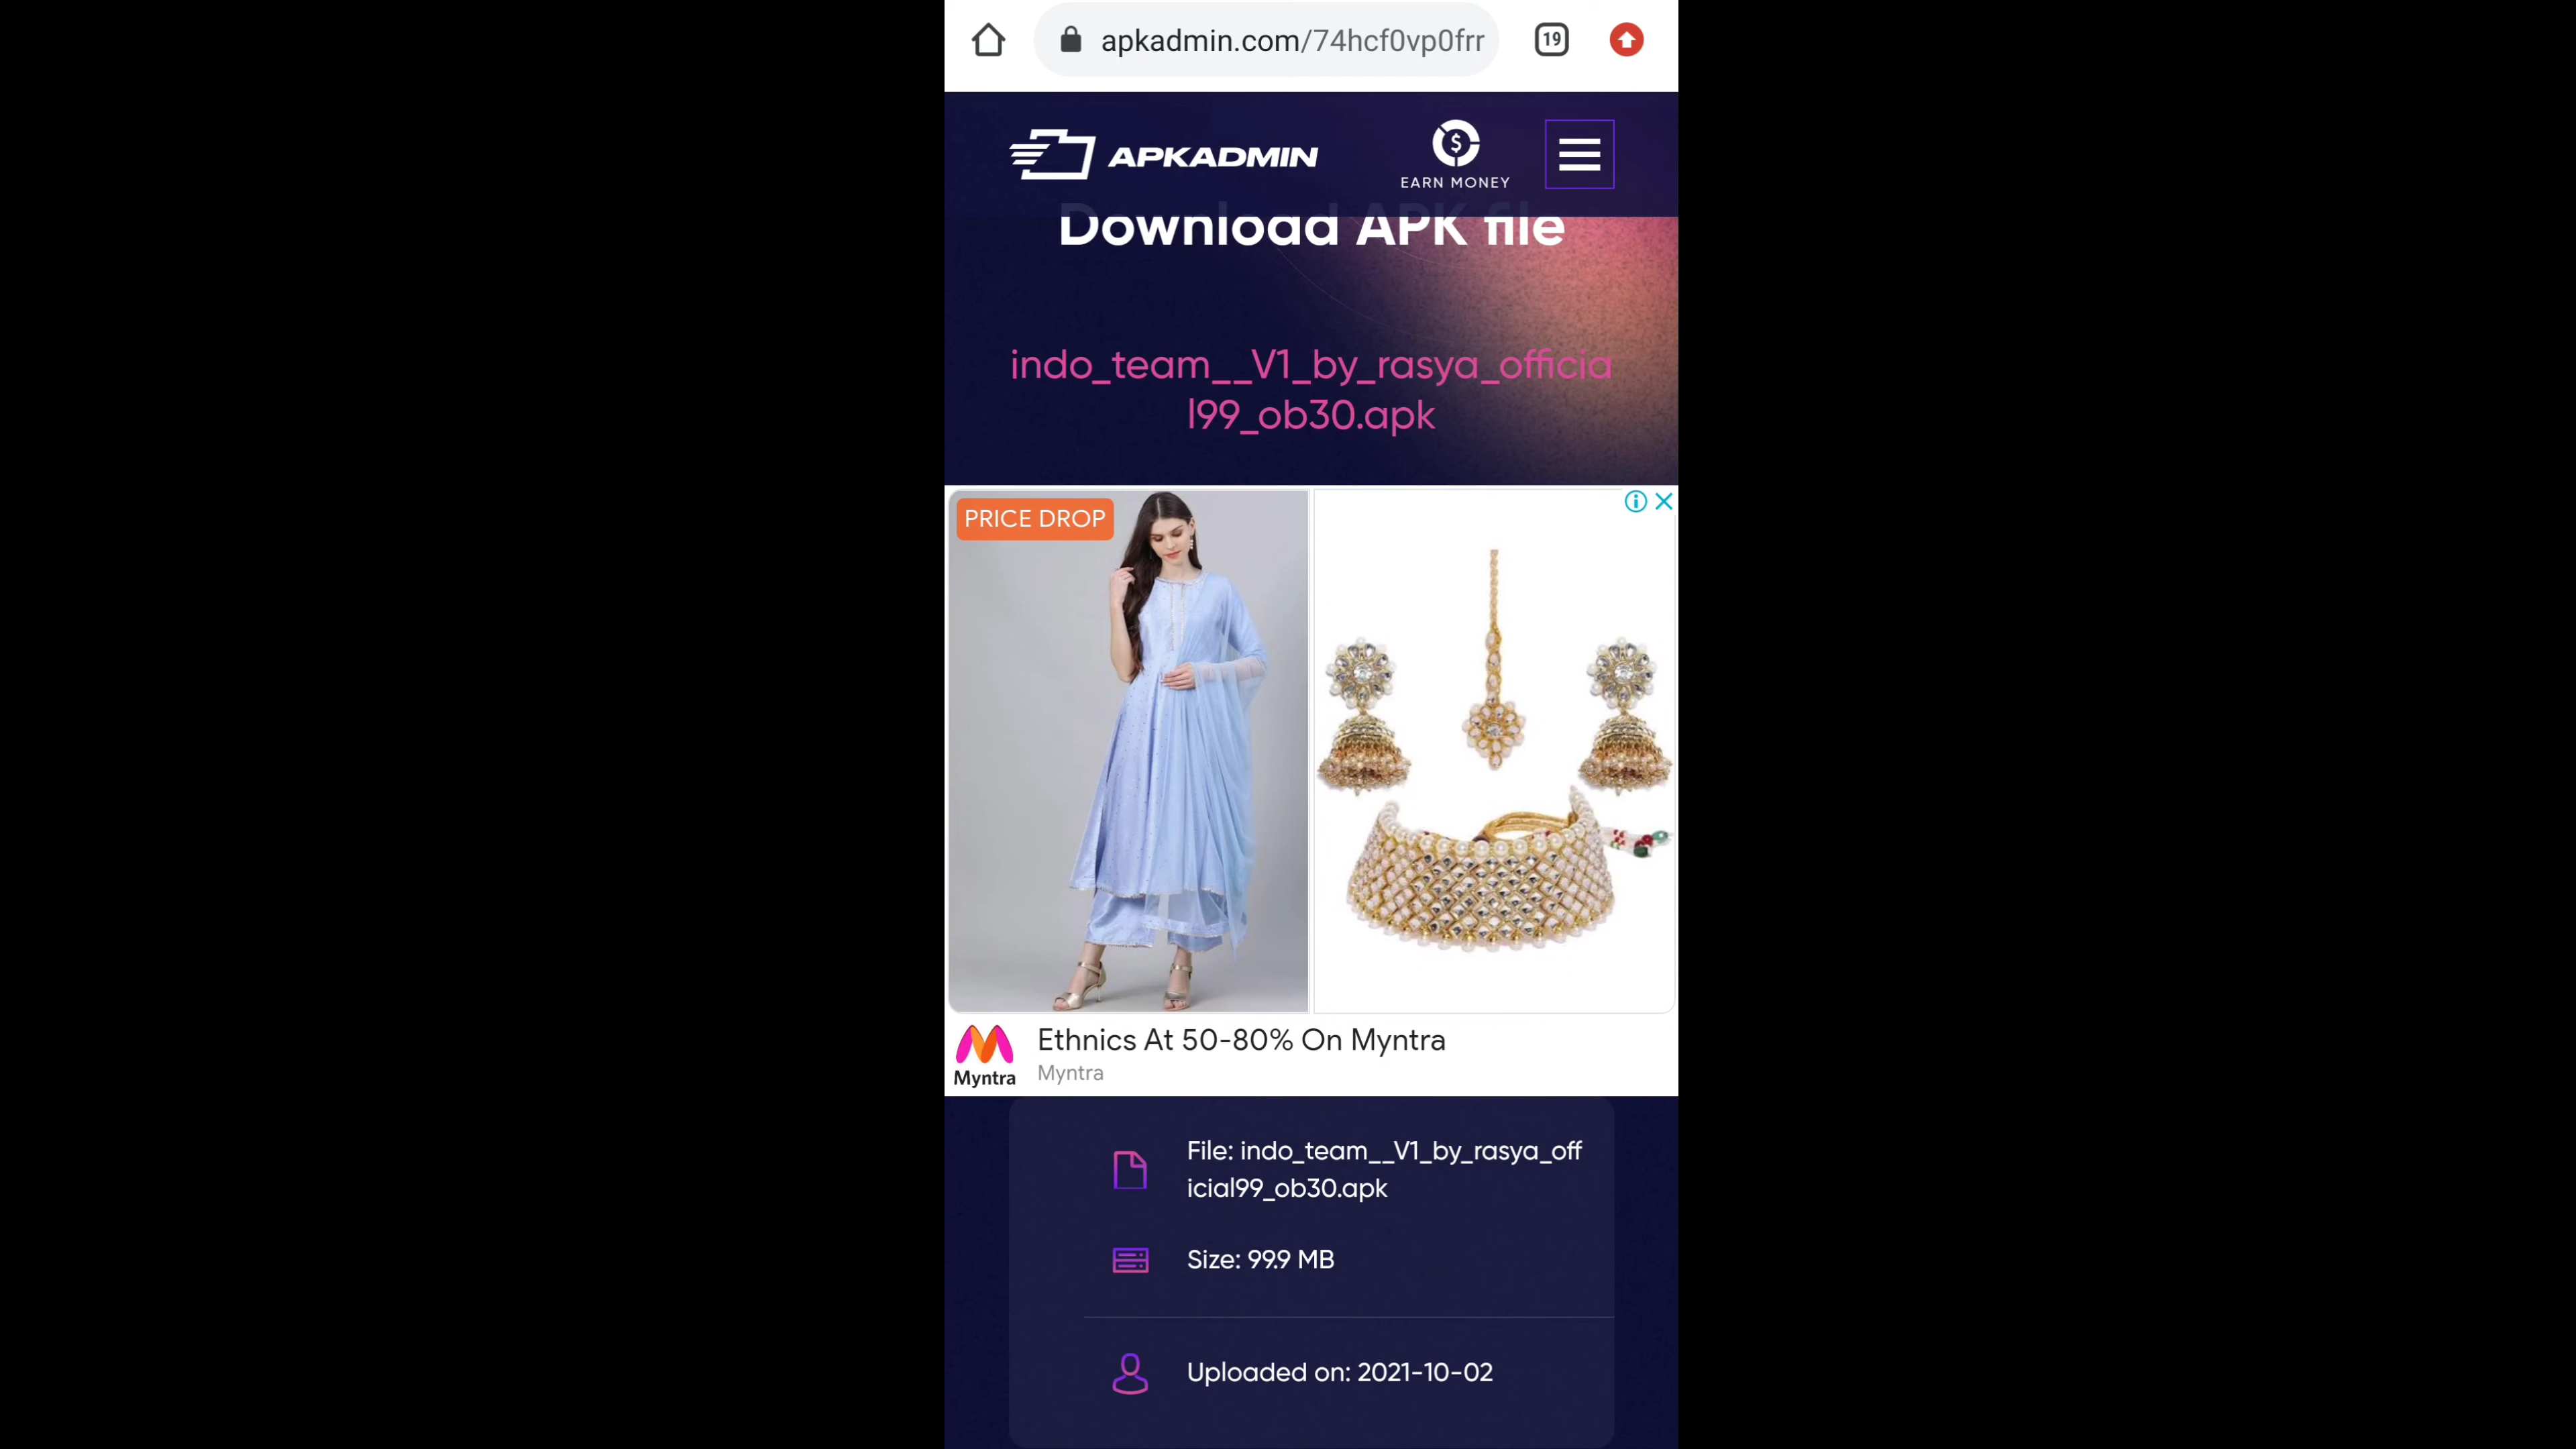 apkadmin.com/74hcf0vp0frr
19
APKADMIN
EARN MONEY
Download APK file
indo_team__V1_by_rasya_officia
l99_ob30.apk
PRICE DROP
Ethnics At 50-80% On Myntra
Myntra
Myntra
File: indo_team__V1_by_rasya_off
icial99_ob30.apk
Size: 99.9 MB
Uploaded on: 2021-10-02